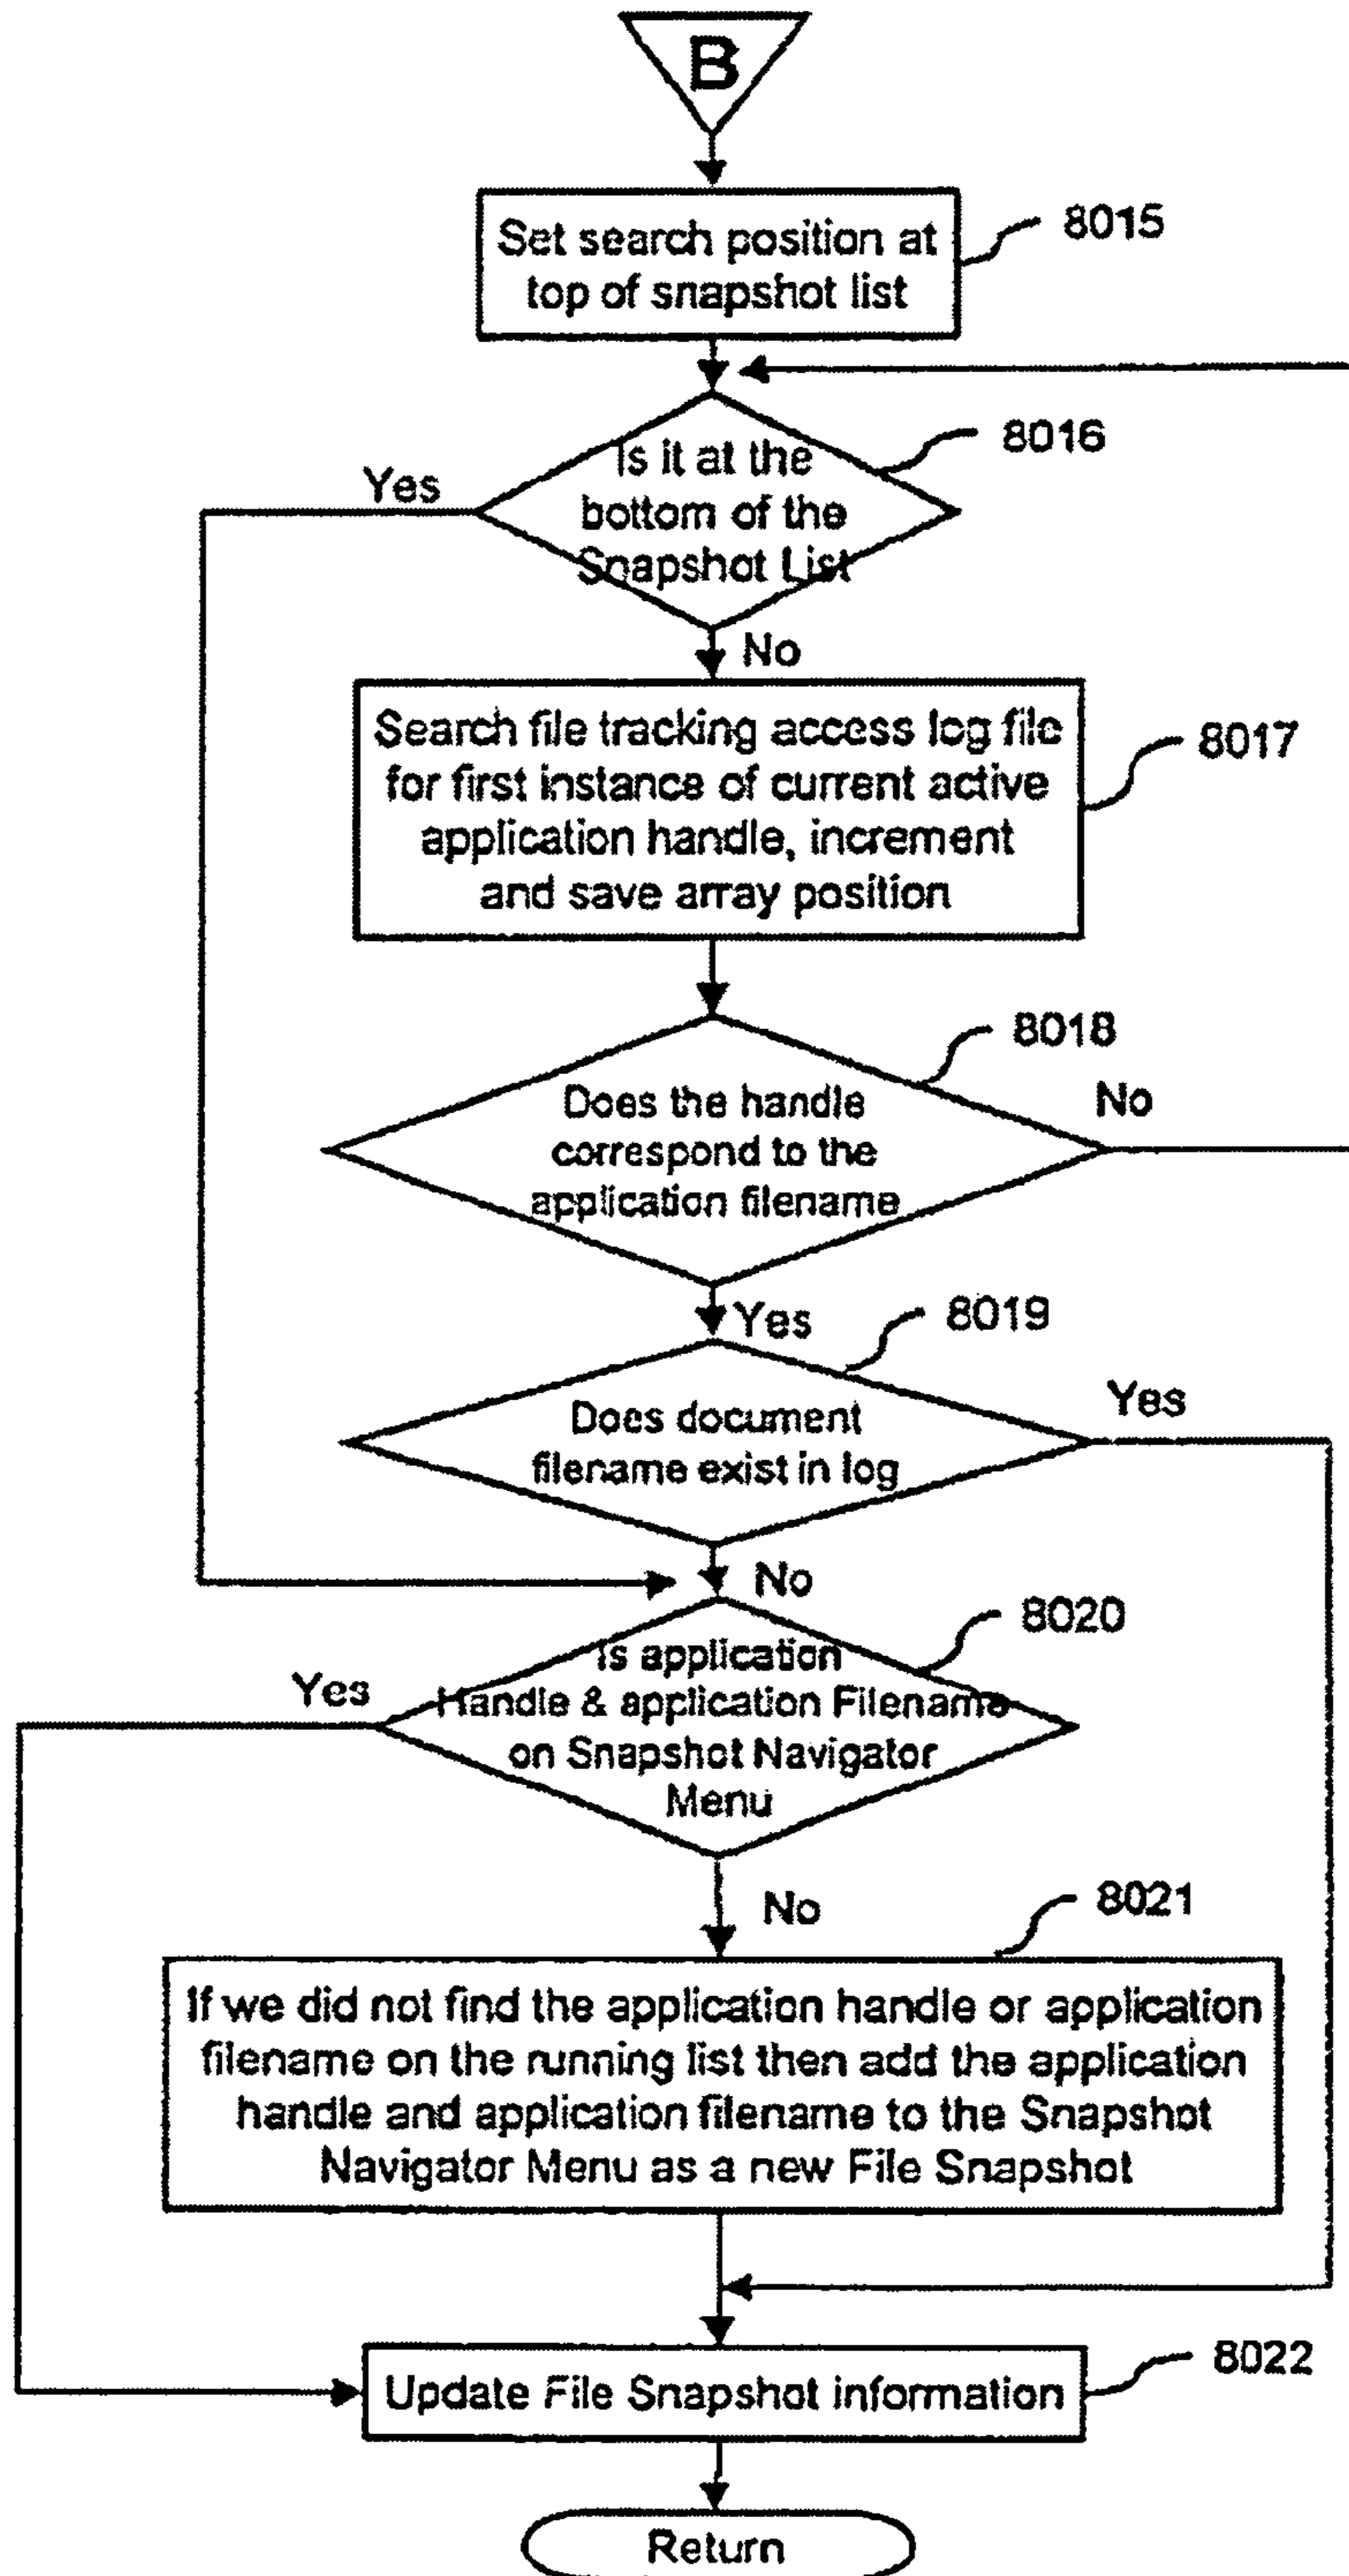 B
Set search position at
top of snapshot list
8015
Is it at the
bottom of the
Snapshot List
8016
Yes
No
Search file tracking access log file
for first instance of current active
application handle, increment
and save array position
8017
Does the handle
correspond to the
application filename
8018
No
Yes
Does document
filename exist in log
8019
Yes
No
Is application
Handle & application Filename
on Snapshot Navigator
Menu
8020
Yes
No
8021
If we did not find the application handle or application
filename on the running list then add the application
handle and application filename to the Snapshot
Navigator Menu as a new File Snapshot
Update File Snapshot information
8022
Return